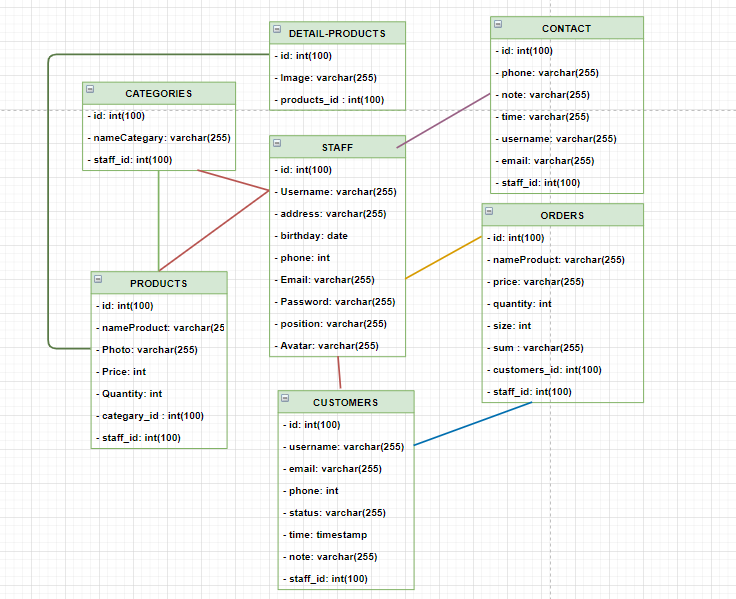 DETAIL-PRODUCTS
- id: int(100)
- Image: varchar(255)
- products_id : int(100)
CONTACT
- id: int(100)
- phone: varchar(255)
- note: varchar(255)
- time: varchar(255)
- username: varchar(255)
- email: varchar(255)
- staff_id: int(100)
CATEGORIES
- id: int(100)
- nameCategary: varchar(255)
- staff_id: int(100)
STAFF
- id: int(100)
- Username: varchar(255)
- address: varchar(255)
- birthday: date
- phone: int
- Email: varchar(255)
- Password: varchar(255)
- position: varchar(255)
- Avatar: varchar(255)
ORDERS
- id: int(100)
- nameProduct: varchar(255)
- price: varchar(255)
- quantity: int
- size: int
- sum : varchar(255)
- customers_id: int(100)
- staff_id: int(100)
PRODUCTS
- id: int(100)
- nameProduct: varchar(25
- Photo: varchar(255)
- Price: int
- Quantity: int
- categary_id : int(100)
- staff_id: int(100)
CUSTOMERS
- id: int(100)
- username: varchar(255)
- email: varchar(255)
- phone: int
- status: varchar(255)
- time: timestamp
- note: varchar(255)
- staff_id: int(100)